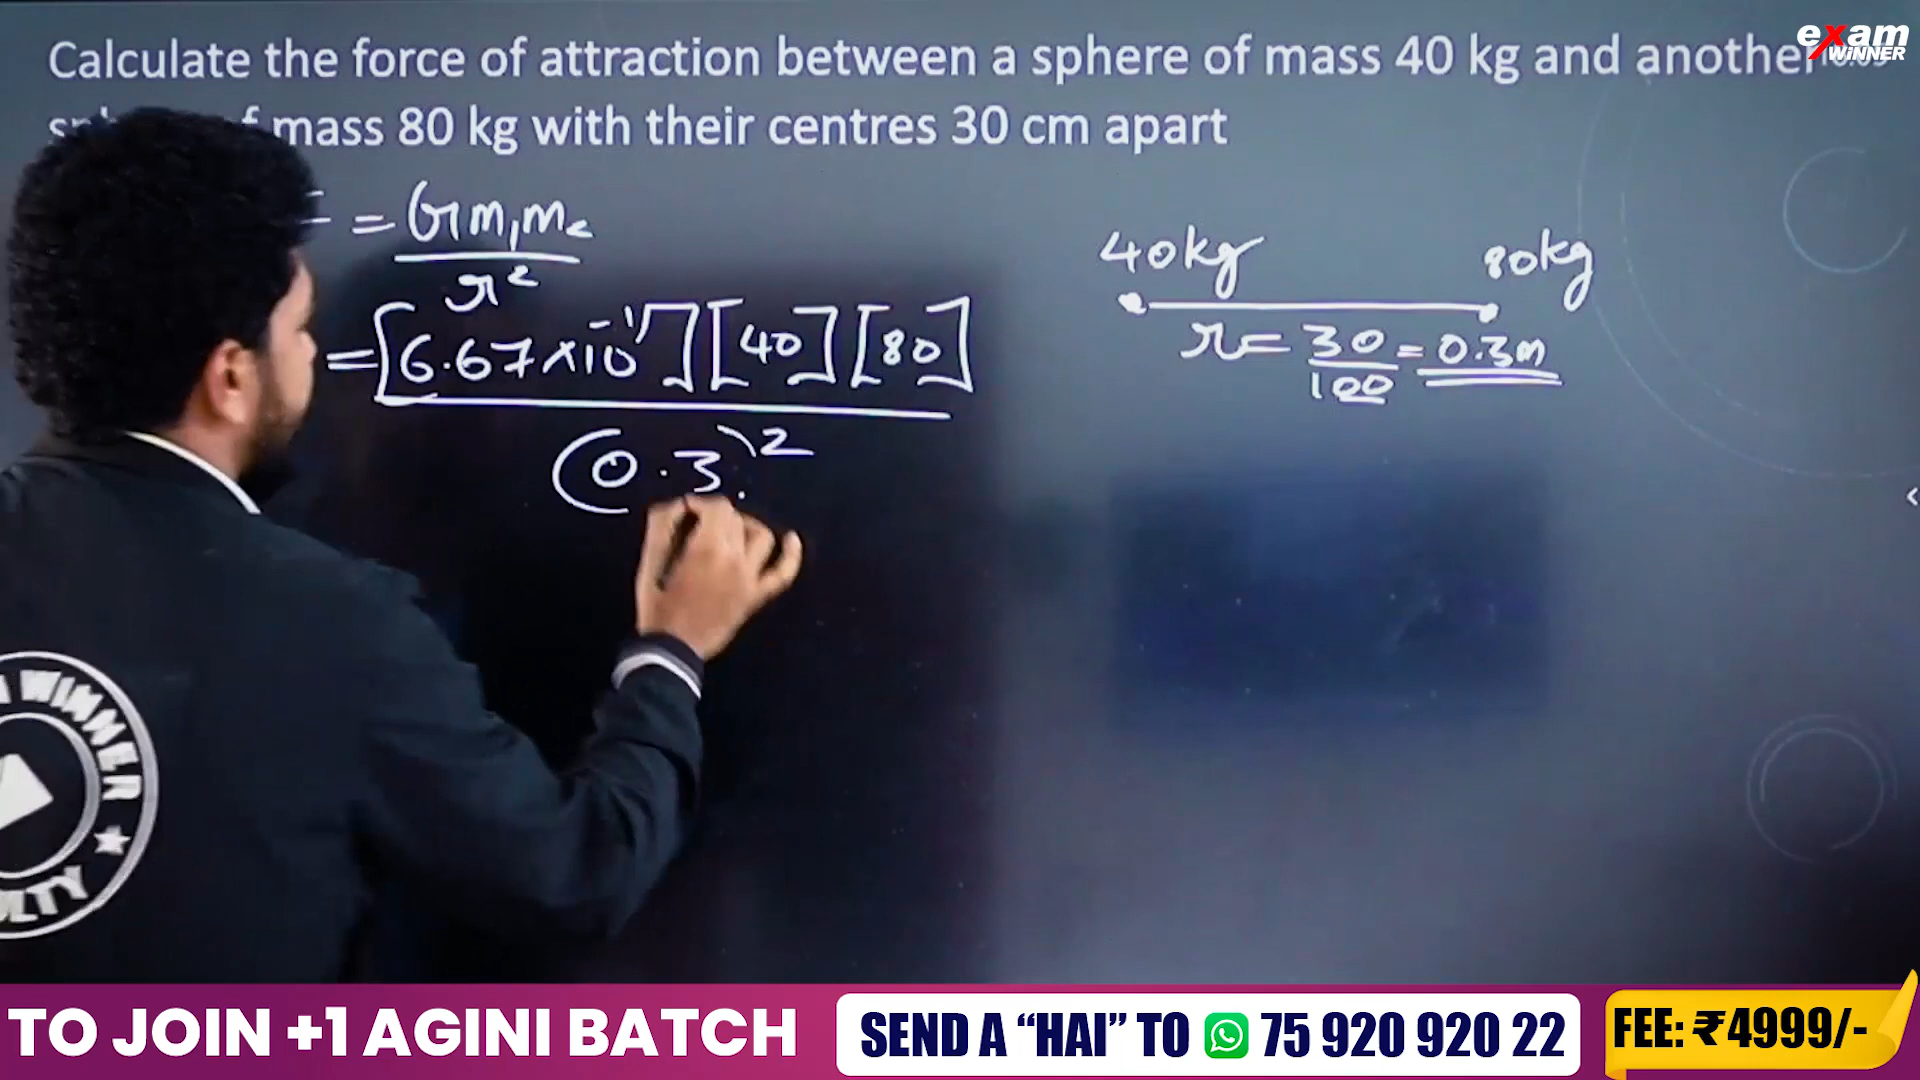 exam
WiNNER
Calculate the force of attraction between a sphere of mass 40 kg and another
mass 80 kg with their centres 30 cm apart
= Gm₁m₂
r²
40kg 80kg
= [6.67×10⁻¹¹] [40] [80]
r = 30 = 0.3m
100
(0.3)²
WINNER
TO JOIN +1 AGINI BATCH
SEND A “HAI” TO 75 920 920 22
FEE: ₹4999/-